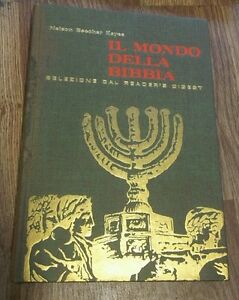 Nelson Beecher Keyes
IL MONDO
DELLA
BIBBIA
SELEZIONE DAL READER'S DIGEST